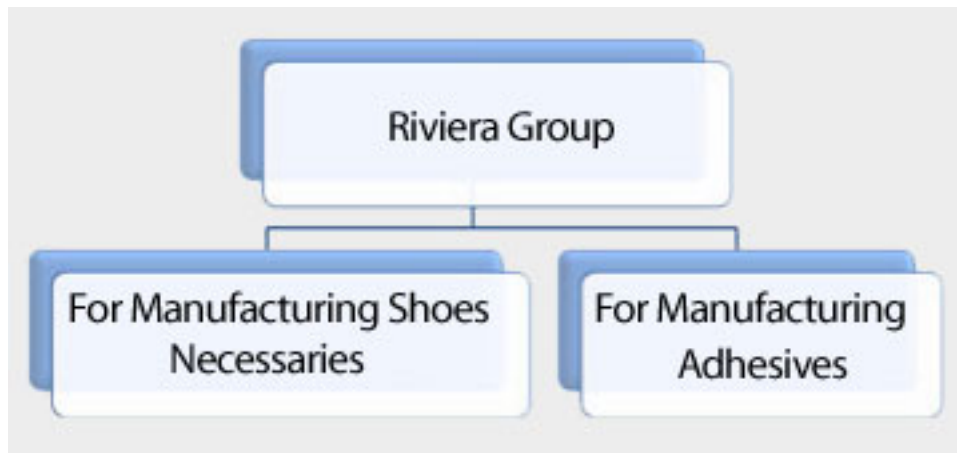 Riviera Group
For Manufacturing Shoes
Necessaries
For Manufacturing
Adhesives